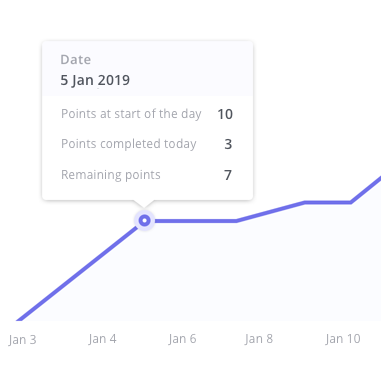 Date
5 Jan 2019
Points at start of the day 10
Points completed today 3
Remaining points 7
Jan 3 Jan 4 Jan 6 Jan 8 Jan 10